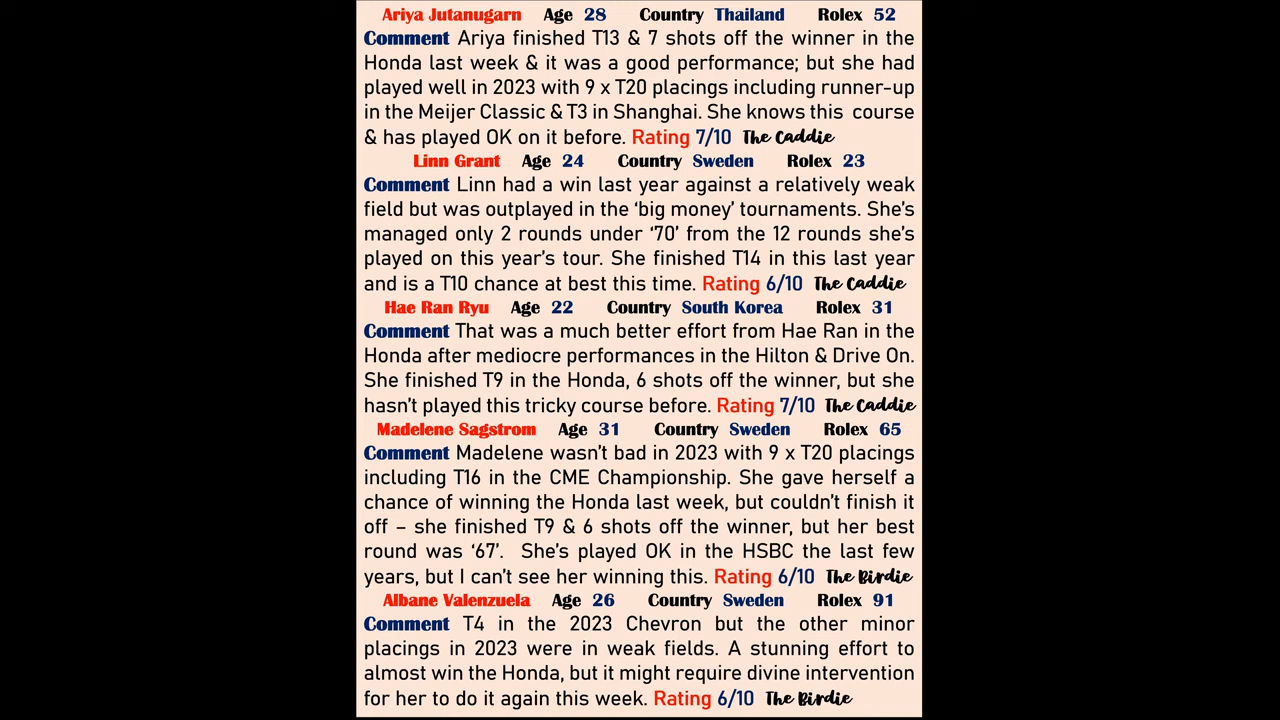 Ariya Jutanugarn Age 28 Country Thailand Rolex 52
Comment Ariya finished T13 & 7 shots off the winner in the
Honda last week & it was a good performance; but she had
played well in 2023 with 9 x T20 placings including runner-up
in the Meijer Classic & T3 in Shanghai. She knows this course
& has played OK on it before. Rating 7/10 The Caddie
Linn Grant Age 24 Country Sweden Rolex 23
Comment Linn had a win last year against a relatively weak
field but was outplayed in the ‘big money’ tournaments. She’s
managed only 2 rounds under ‘70’ from the 12 rounds she’s
played on this year’s tour. She finished T14 in this last year
and is a T10 chance at best this time. Rating 6/10 The Caddie
Hae Ran Ryu Age 22 Country South Korea Rolex 31
Comment That was a much better effort from Hae Ran in the
Honda after mediocre performances in the Hilton & Drive On.
She finished T9 in the Honda, 6 shots off the winner, but she
hasn’t played this tricky course before. Rating 7/10 The Caddie
Madelene Sagstrom Age 31 Country Sweden Rolex 65
Comment Madelene wasn’t bad in 2023 with 9 x T20 placings
including T16 in the CME Championship. She gave herself a
chance of winning the Honda last week, but couldn’t finish it
off – she finished T9 & 6 shots off the winner, but her best
round was ‘67’. She’s played OK in the HSBC the last few
years, but I can’t see her winning this. Rating 6/10 The Birdie
Albane Valenzuela Age 26 Country Sweden Rolex 91
Comment T4 in the 2023 Chevron but the other minor
placings in 2023 were in weak fields. A stunning effort to
almost win the Honda, but it might require divine intervention
for her to do it again this week. Rating 6/10 The Birdie